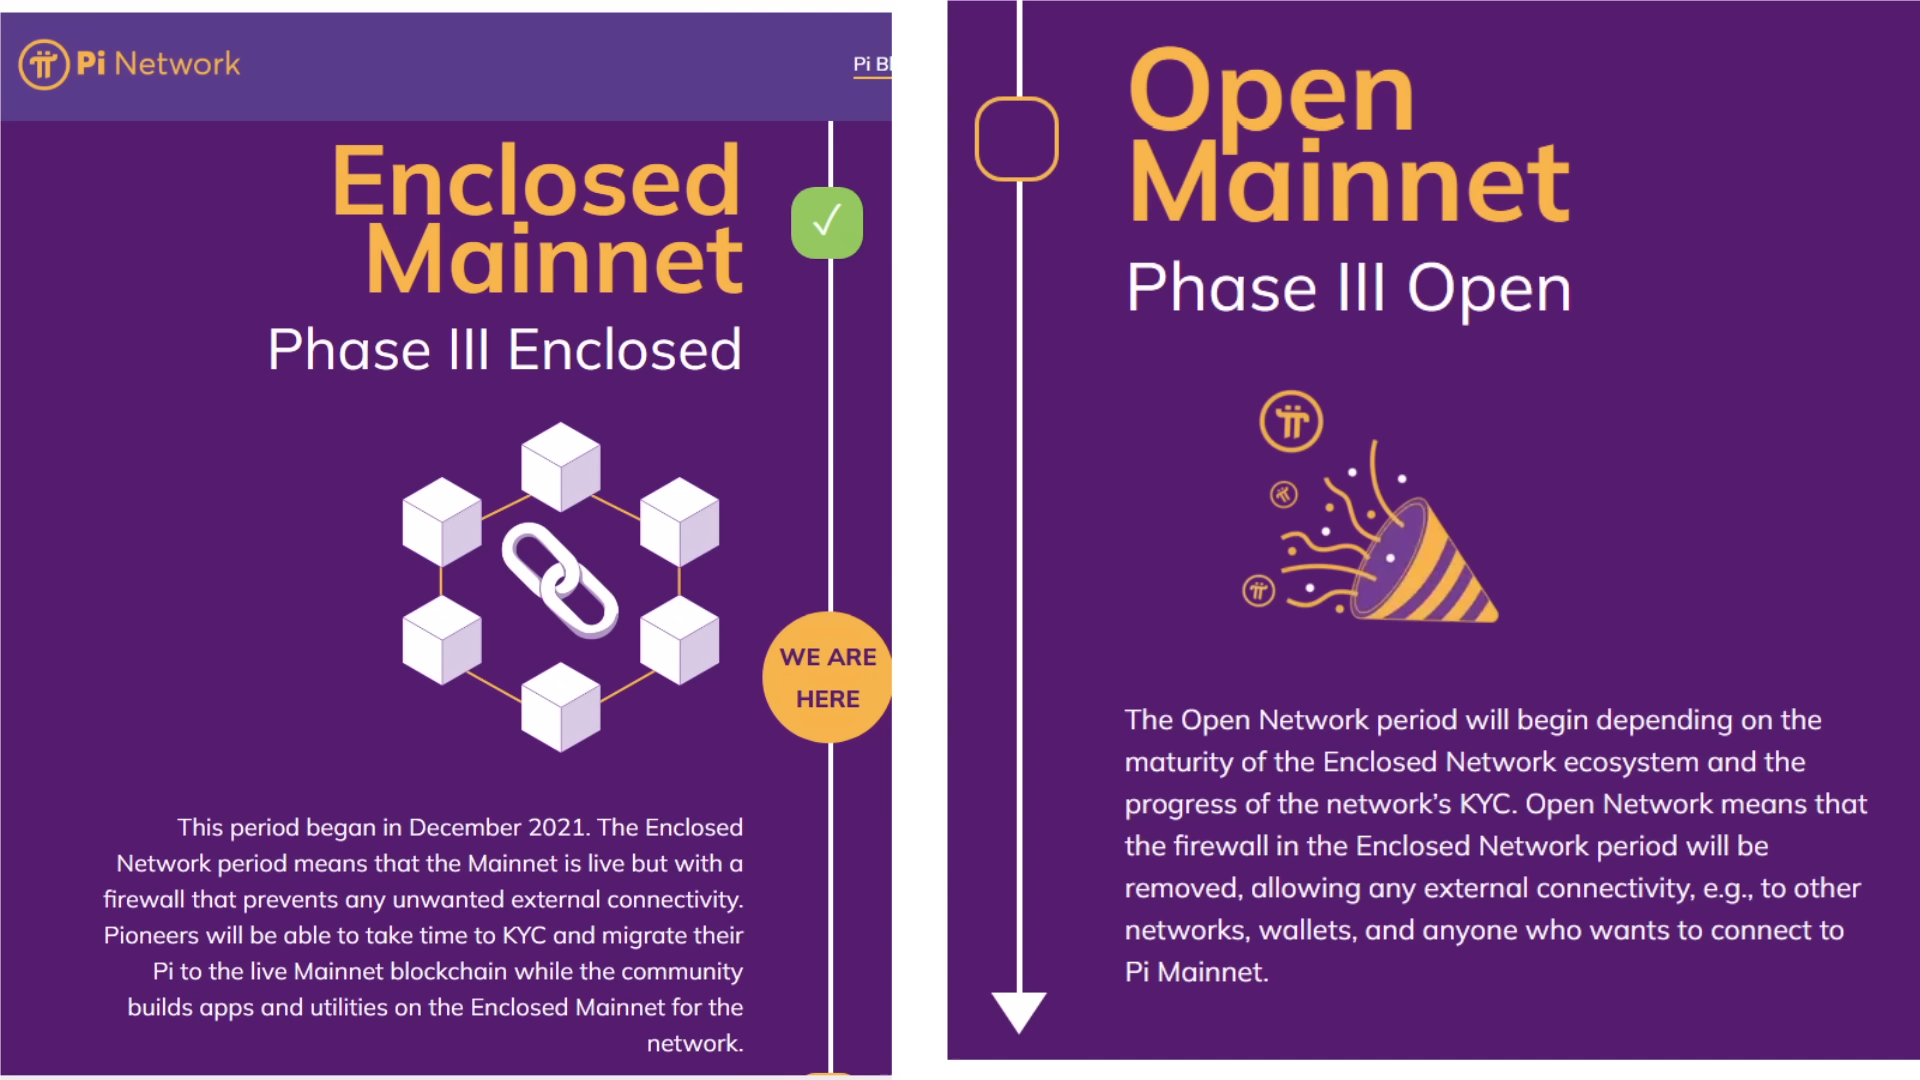 Pi Network
Pi Bl
Enclosed
Mainnet
Phase III Enclosed
WE ARE
HERE
This period began in December 2021. The Enclosed
Network period means that the Mainnet is live but with a
firewall that prevents any unwanted external connectivity.
Pioneers will be able to take time to KYC and migrate their
Pi to the live Mainnet blockchain while the community
builds apps and utilities on the Enclosed Mainnet for the
network.
Open
Mainnet
Phase III Open
The Open Network period will begin depending on the
maturity of the Enclosed Network ecosystem and the
progress of the network’s KYC. Open Network means that
the firewall in the Enclosed Network period will be
removed, allowing any external connectivity, e.g., to other
networks, wallets, and anyone who wants to connect to
Pi Mainnet.